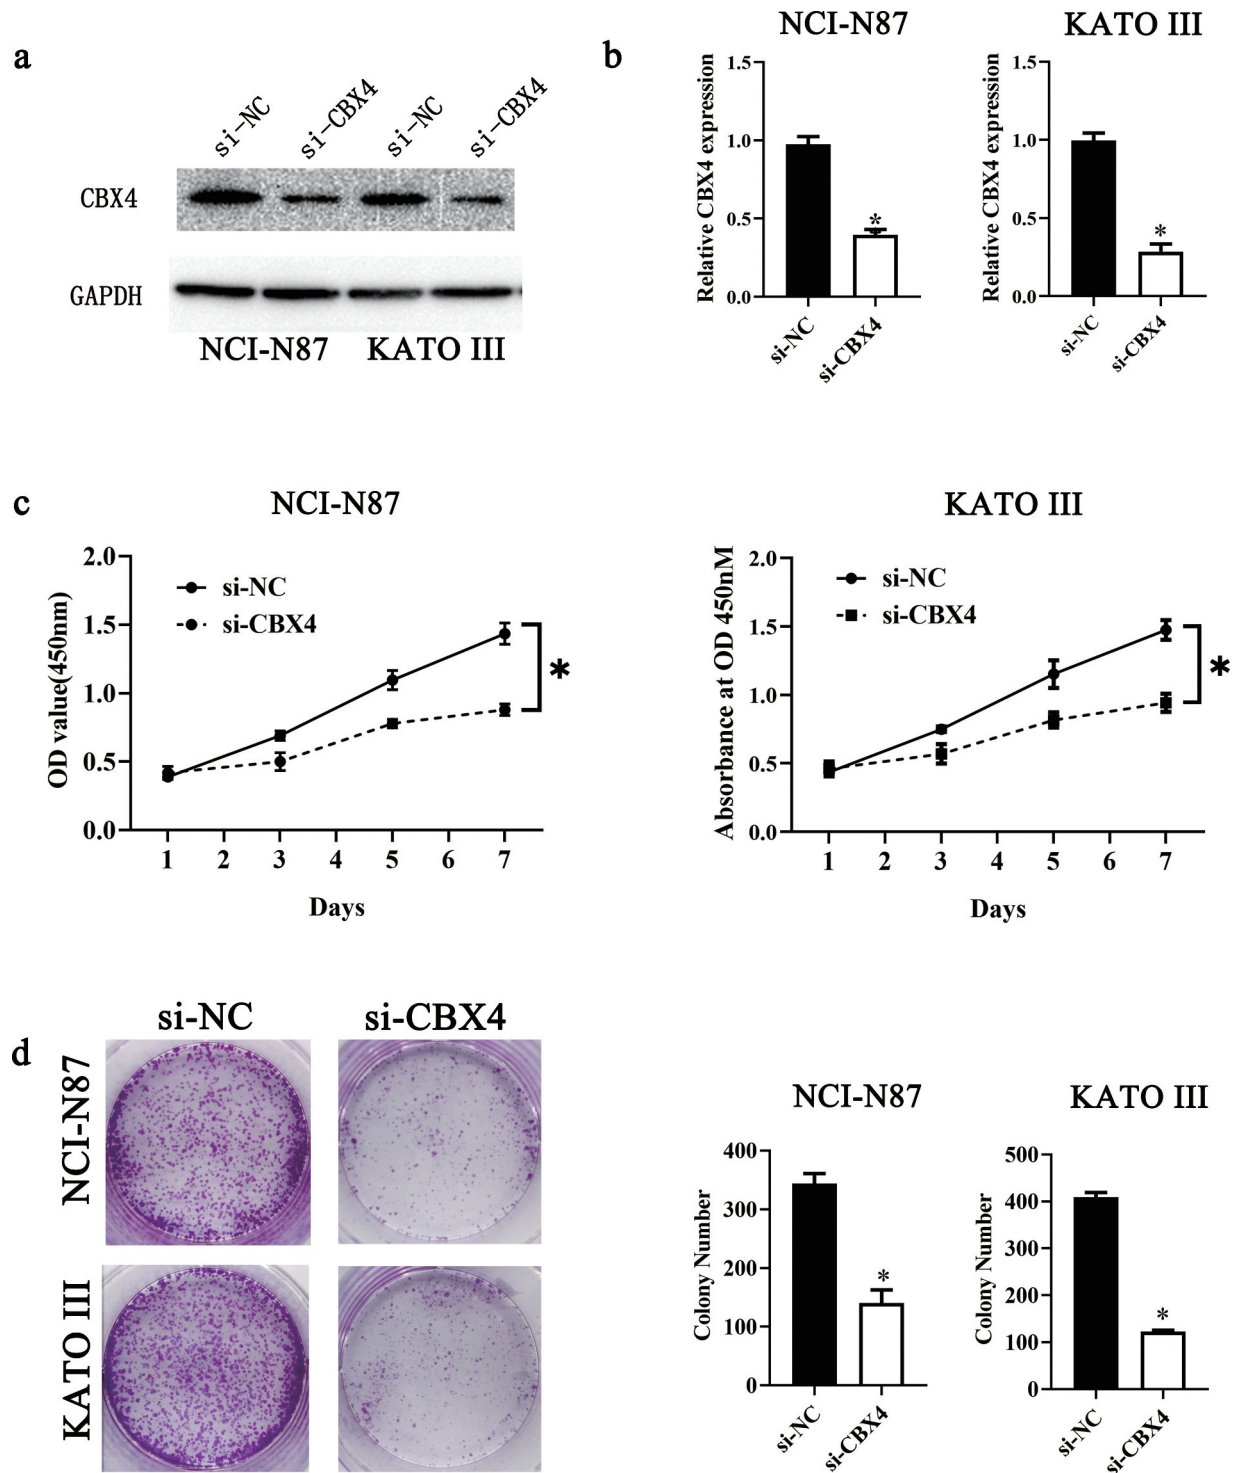 a
si-NC
si-CBX4
si-NC
si-CBX4
CBX4
GAPDH
NCI-N87 KATO III
b
NCI-N87
Relative CBX4 expression
1.5
1.0
0.5
0.0
*
si-NC
si-CBX4
KATO III
Relative CBX4 expression
1.5
1.0
0.5
0.0
*
si-NC
si-CBX4
c
NCI-N87
OD value(450nm)
2.0
1.5
1.0
0.5
0.0
si-NC
si-CBX4
*
1 2 3 4 5 6 7
Days
KATO III
Absorbance at OD 450nM
2.0
1.5
1.0
0.5
0.0
si-NC
si-CBX4
*
1 2 3 4 5 6 7
Days
d
si-NC si-CBX4
NCI-N87
KATO III
NCI-N87
Colony Number
400
300
200
100
0
*
si-NC
si-CBX4
KATO III
Colony Number
500
400
300
200
100
0
*
si-NC
si-CBX4